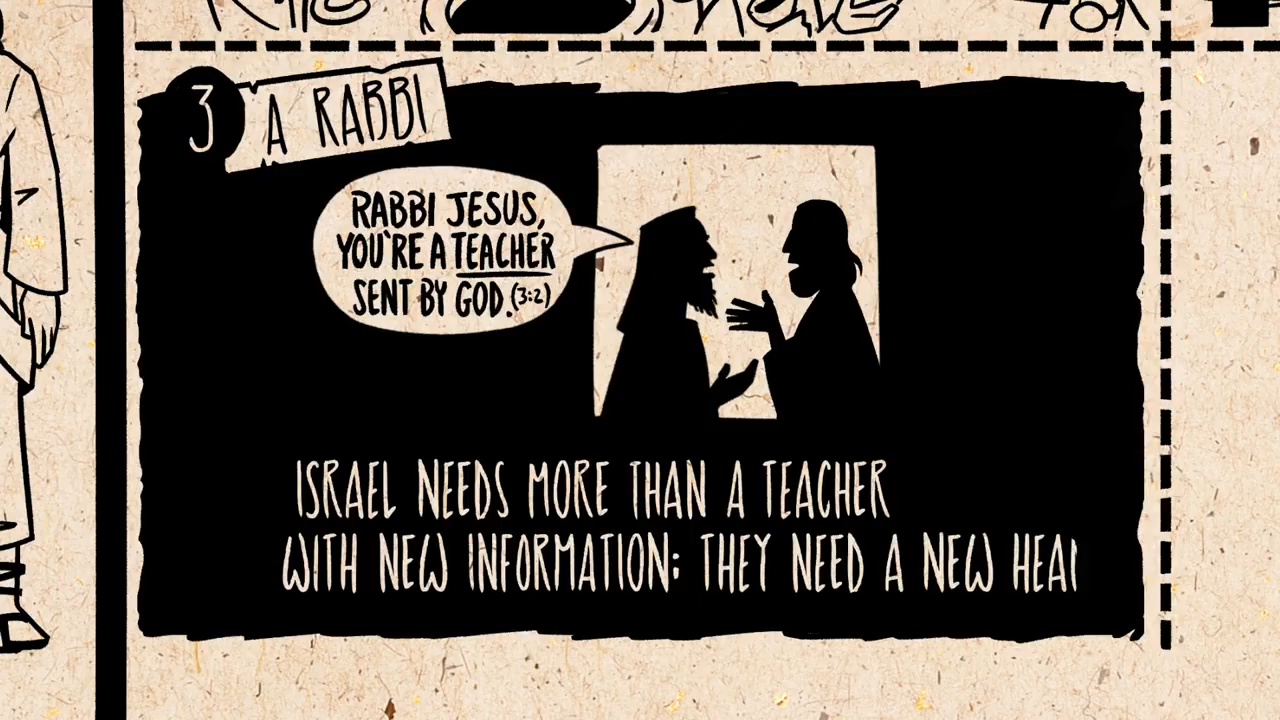 3
A RABBI
RABBI JESUS,
YOU'RE A TEACHER
SENT BY GOD. (3:2)
ISRAEL NEEDS MORE THAN A TEACHER
WITH NEW INFORMATION; THEY NEED A NEW